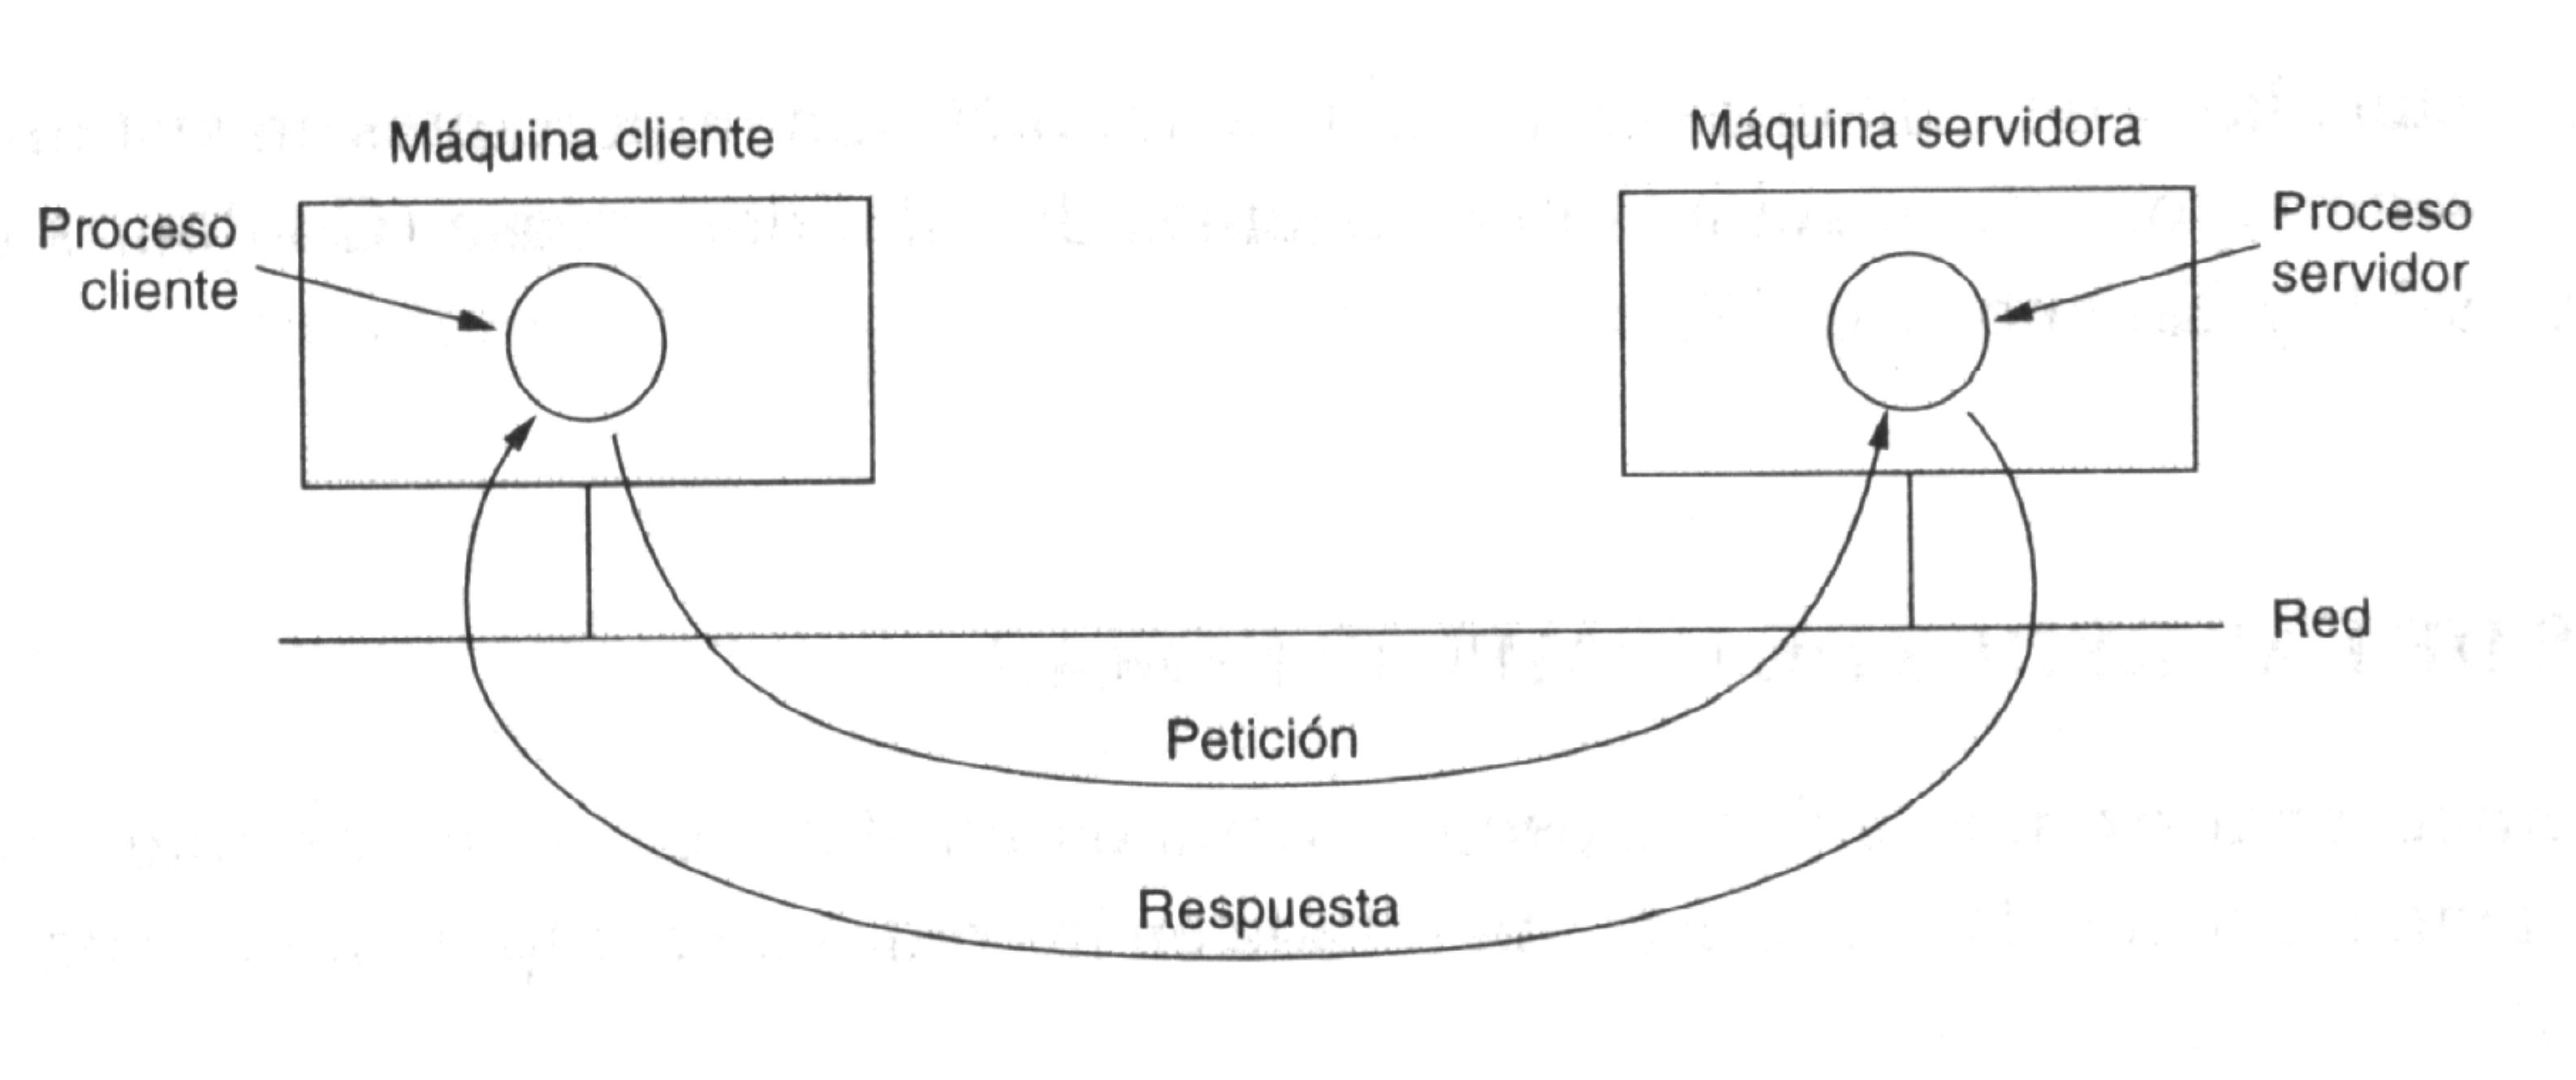 Máquina cliente
Máquina servidora
Proceso
cliente
Proceso
servidor
Red
Petición
Respuesta